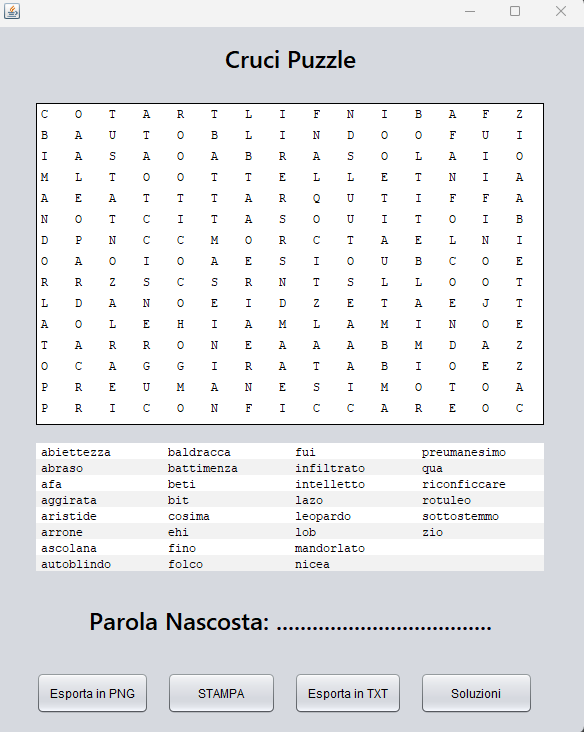 Cruci Puzzle
C O T A R T L I F N I B A F Z
B A U T O B L I N D O O F U I
I A S A O A B R A S O L A I O
M L T O O T T E L L E T N I A
A E A T T T A R Q U T I F F A
N O T C I T A S O U I T O I B
D P N C C M O R C T A E L N I
O A O I O A E S I O U B C O E
R R Z S C S R N T S L L O O T
L D A N O E I D Z E T A E J T
A O L E H I A M L A M I N O E
T A R R O N E A A A B M D A Z
O C A G G I R A T A B I O E Z
P R E U M A N E S I M O T O A
P R I C O N F I C C A R E O C
abiettezza baldracca fui preumanesimo
abraso battimenza infiltrato qua
afa beti intelletto riconficcare
aggirata bit lazo rotuleo
aristide cosima leopardo sottostemmo
arrone ehi lob zio
ascolana fino mandorlato
autoblindo folco nicea
Parola Nascosta: ....................................
Esporta in PNG STAMPA Esporta in TXT Soluzioni